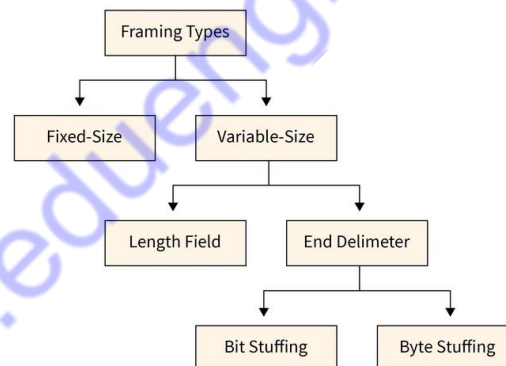 Framing Types
Fixed-Size
Variable-Size
Length Field
End Delimeter
Bit Stuffing
Byte Stuffing